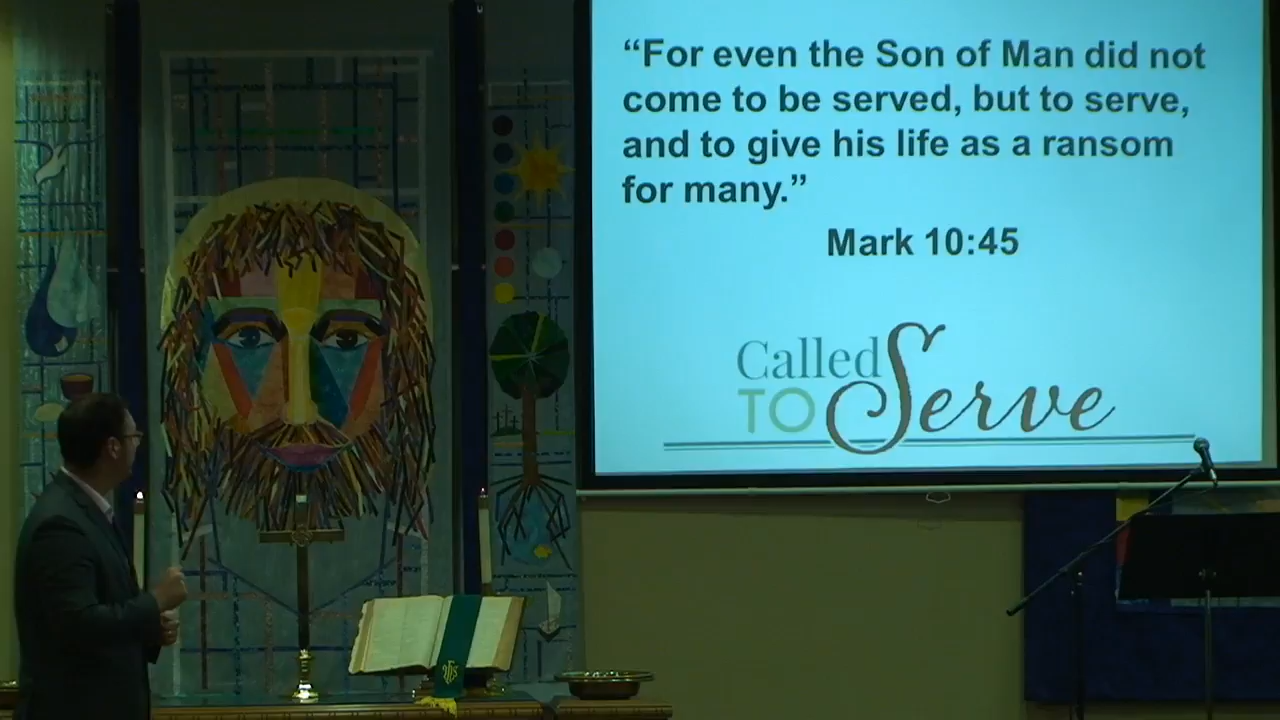 “For even the Son of Man did not
come to be served, but to serve,
and to give his life as a ransom
for many.”
Mark 10:45
Called
TO Serve